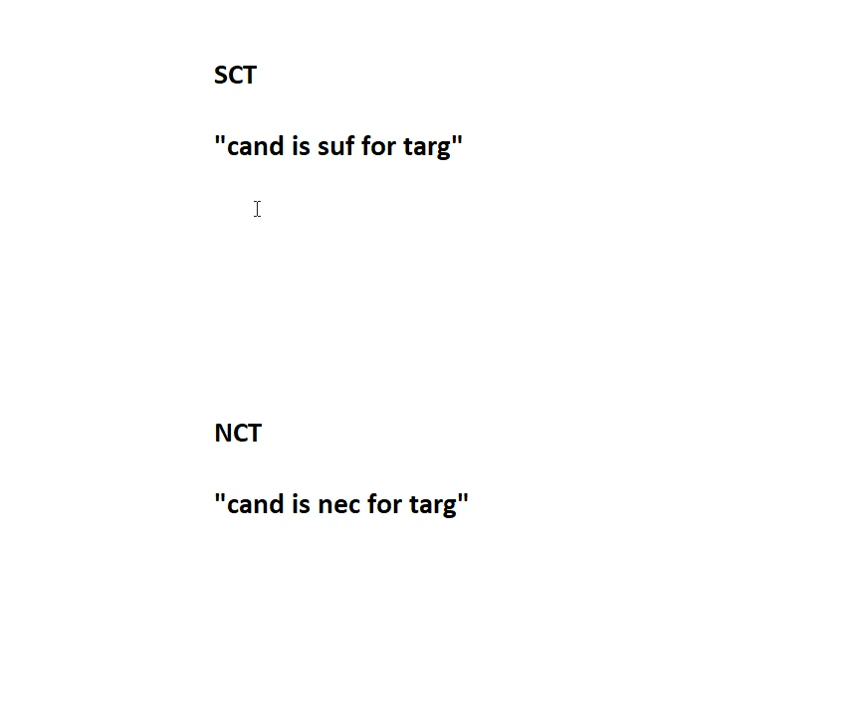 SCT
"cand is suf for targ"
NCT
"cand is nec for targ"